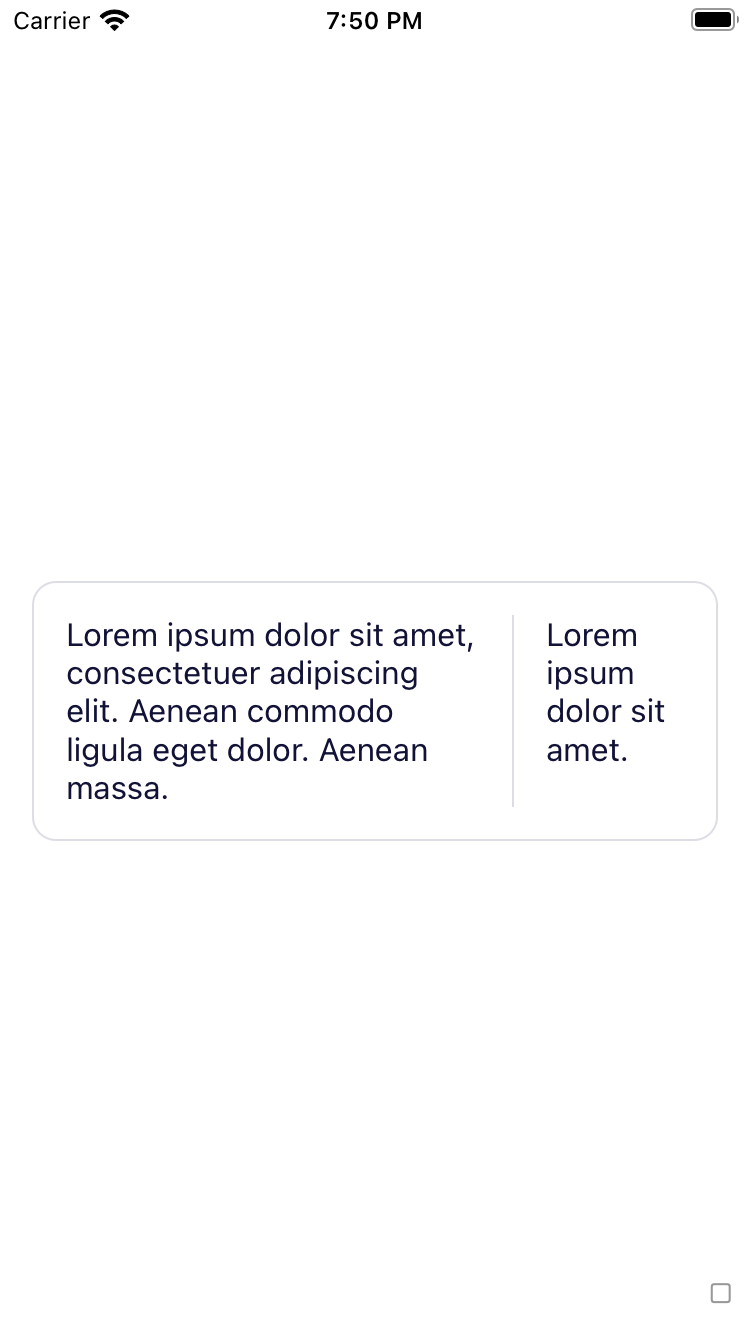 Carrier 7:50 PM
Lorem ipsum dolor sit amet,
consectetuer adipiscing
elit. Aenean commodo
ligula eget dolor. Aenean
massa.
Lorem
ipsum
dolor sit
amet.